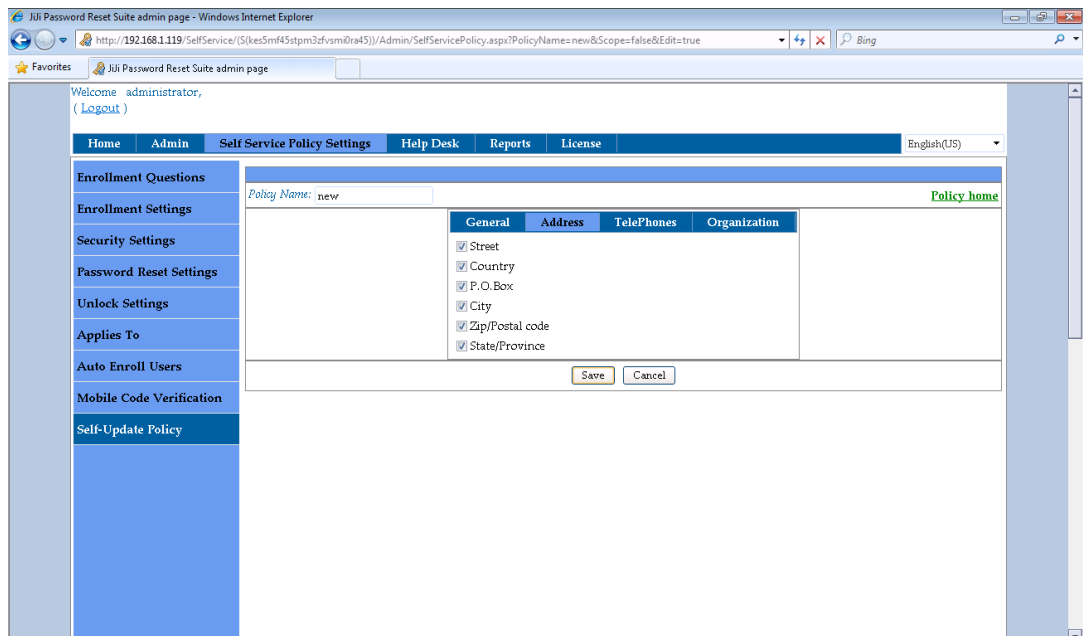 JiJi Password Reset Suite admin page - Windows Internet Explorer
http://192.168.1.119/SelfService/(S(kes5mf45stpm3zfvsmi0ra45))/Admin/SelfServicePolicy.aspx?PolicyName=new&Scope=false&Edit=true
Bing
Favorites JiJi Password Reset Suite admin page
Welcome administrator,
( Logout )
Home Admin Self Service Policy Settings Help Desk Reports License English(US)
Enrollment Questions
Enrollment Settings
Security Settings
Password Reset Settings
Unlock Settings
Applies To
Auto Enroll Users
Mobile Code Verification
Self-Update Policy
Policy Name: new Policy home
General Address TelePhones Organization
Street
Country
P.O.Box
City
Zip/Postal code
State/Province
Save Cancel